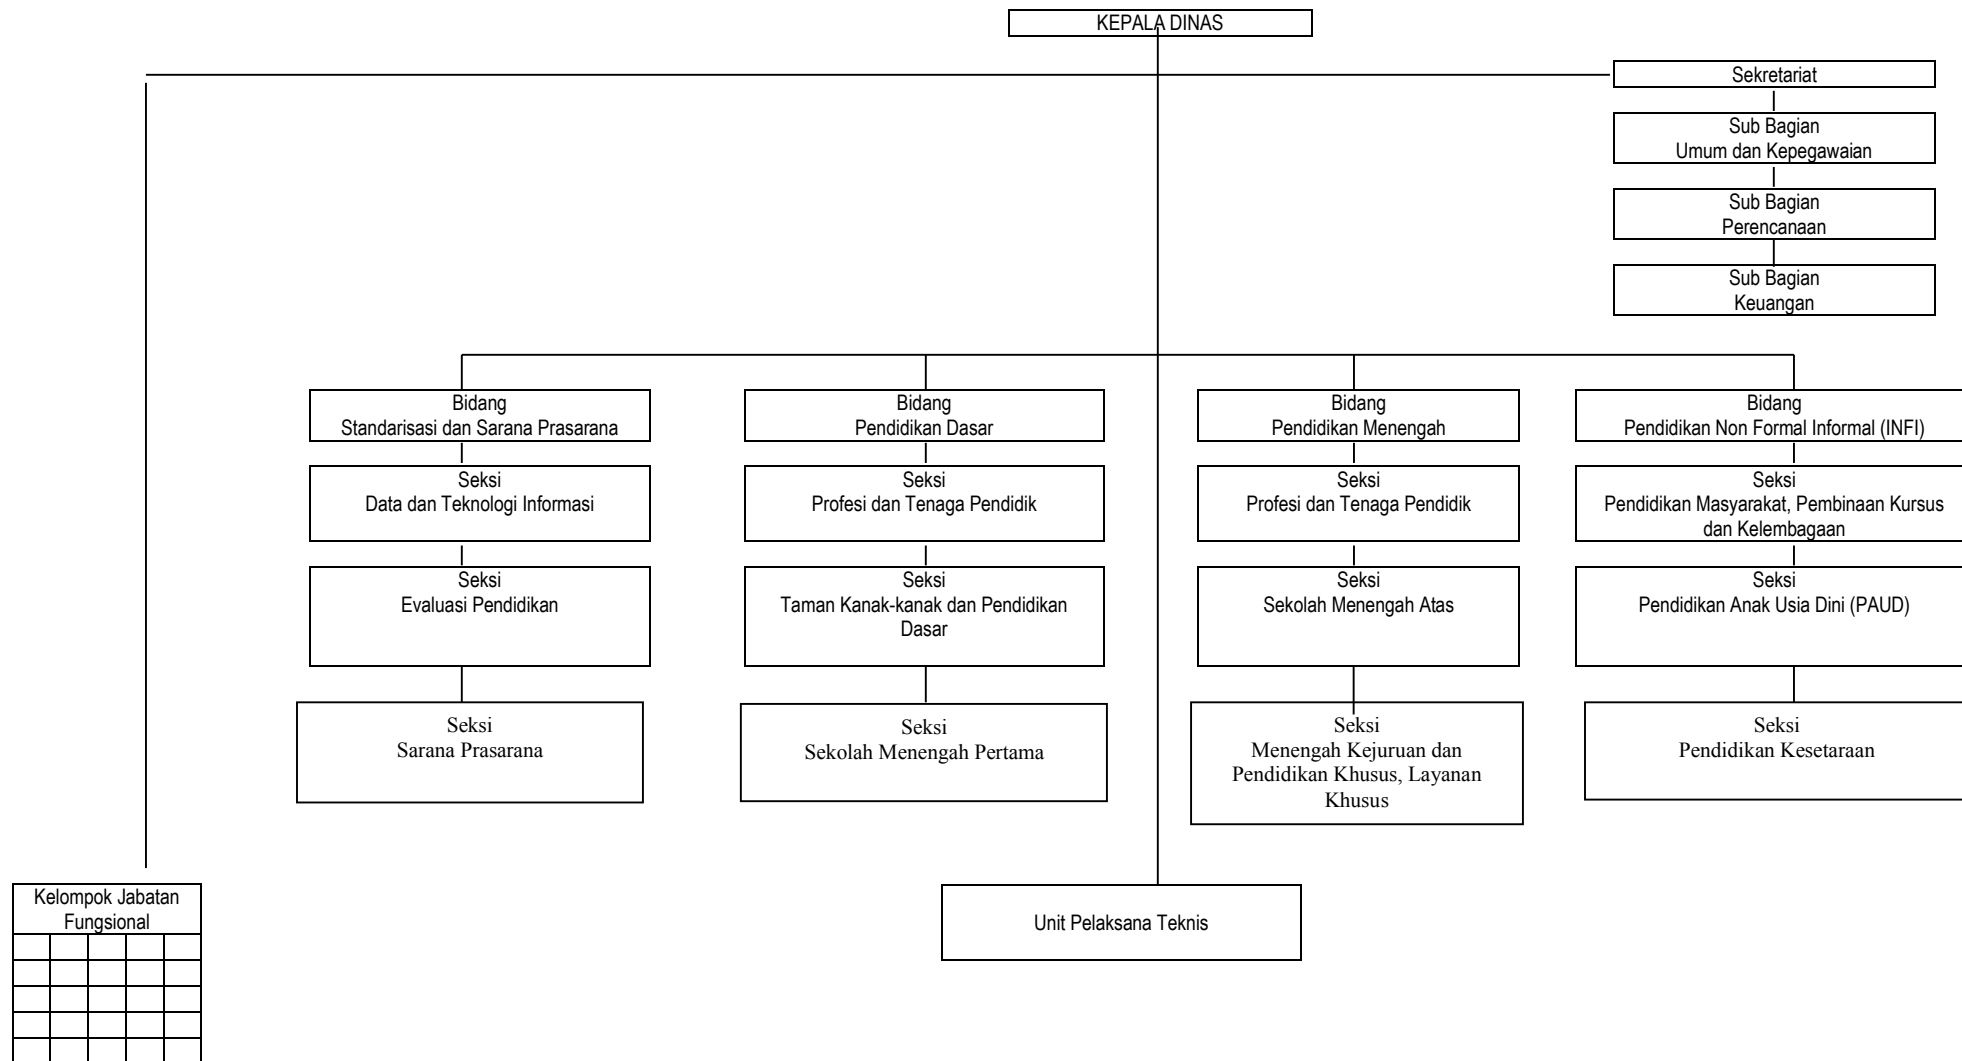 KEPALA DINAS
Sekretariat
Sub Bagian
Umum dan Kepegawaian
Sub Bagian
Perencanaan
Sub Bagian
Keuangan
Bidang
Standarisasi dan Sarana Prasarana
Seksi
Data dan Teknologi Informasi
Seksi
Evaluasi Pendidikan
Seksi
Sarana Prasarana
Bidang
Pendidikan Dasar
Seksi
Profesi dan Tenaga Pendidik
Seksi
Taman Kanak-kanak dan Pendidikan
Dasar
Seksi
Sekolah Menengah Pertama
Bidang
Pendidikan Menengah
Seksi
Profesi dan Tenaga Pendidik
Seksi
Sekolah Menengah Atas
Seksi
Menengah Kejuruan dan
Pendidikan Khusus, Layanan
Khusus
Bidang
Pendidikan Non Formal Informal (INFI)
Seksi
Pendidikan Masyarakat, Pembinaan Kursus
dan Kelembagaan
Seksi
Pendidikan Anak Usia Dini (PAUD)
Seksi
Pendidikan Kesetaraan
Kelompok Jabatan
Fungsional
Unit Pelaksana Teknis